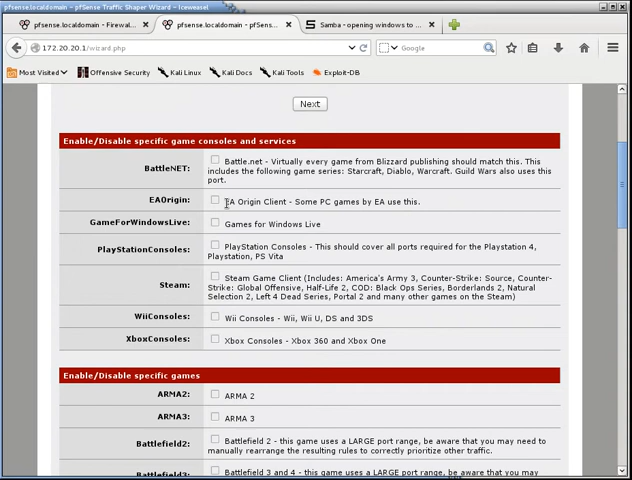 pfsense.localdomain - pfSense Traffic Shaper Wizard - Iceweasel
pfsense.localdomain - Firewal...
pfsense.localdomain - pfSens...
Samba - opening windows to ...
172.20.20.1/wizard.php
Google
Most Visited
Offensive Security
Kali Linux
Kali Docs
Kali Tools
Exploit-DB
Next
Enable/Disable specific game consoles and services
BattleNET:
Battle.net - Virtually every game from Blizzard publishing should match this. This
includes the following game series: Starcraft, Diablo, Warcraft. Guild Wars also uses this
port.
EAOrigin:
EA Origin Client - Some PC games by EA use this.
GameForWindowsLive:
Games for Windows Live
PlayStationConsoles:
PlayStation Consoles - This should cover all ports required for the Playstation 4,
Playstation, PS Vita
Steam:
Steam Game Client (Includes: America's Army 3, Counter-Strike: Source, Counter-
Strike: Global Offensive, Half-Life 2, COD: Black Ops Series, Borderlands 2, Natural
Selection 2, Left 4 Dead Series, Portal 2 and many other games on the Steam)
WiiConsoles:
Wii Consoles - Wii, Wii U, DS and 3DS
XboxConsoles:
Xbox Consoles - Xbox 360 and Xbox One
Enable/Disable specific games
ARMA2:
ARMA 2
ARMA3:
ARMA 3
Battlefield2:
Battlefield 2 - this game uses a LARGE port range, be aware that you may need to
manually rearrange the resulting rules to correctly prioritize other traffic.
Battlefield3:
Battlefield 3 and 4 - this game uses a LARGE port range, be aware that you may